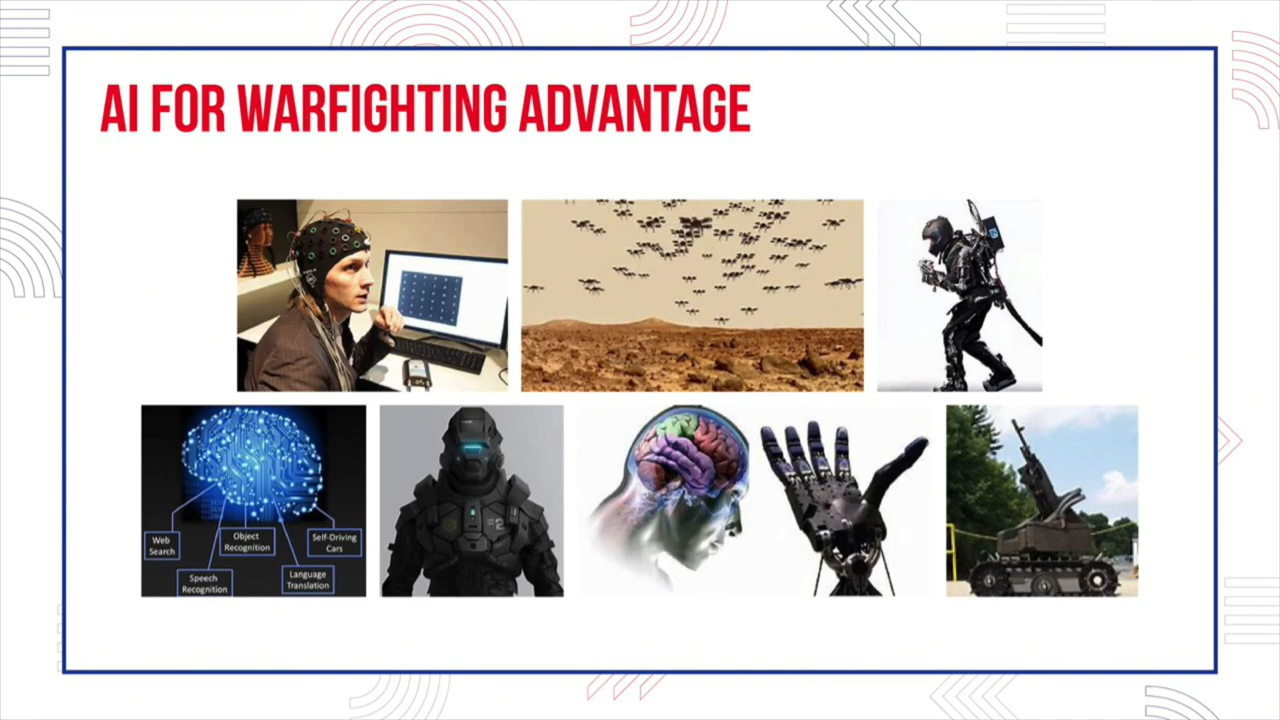 AI FOR WARFIGHTING ADVANTAGE
Web
Search
Object
Recognition
Self-Driving
Cars
Speech
Recognition
Language
Translation